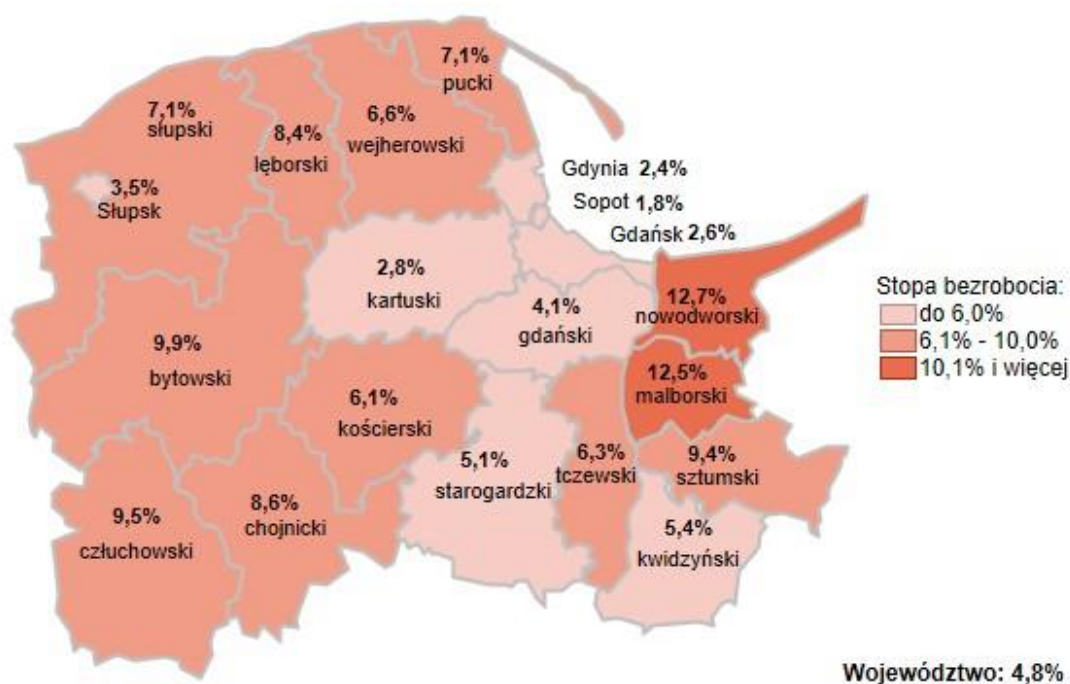 7,1%
pucki
7,1%
słupski
6,6%
wejherowski
8,4%
lęborski
Gdynia 2,4%
3,5%
Słupsk
Sopot 1,8%
Gdańsk 2,6%
2,8%
kartuski
4,1%
gdański
12,7%
nowodworski
Stopa bezrobocia:
do 6,0%
6,1% - 10,0%
10,1% i więcej
9,9%
bytowski
12,5%
malborski
6,1%
kościerski
5,1%
starogardzki
6,3%
tczewski
9,4%
sztumski
9,5%
człuchowski
8,6%
chojnicki
5,4%
kwidzyński
Województwo: 4,8%